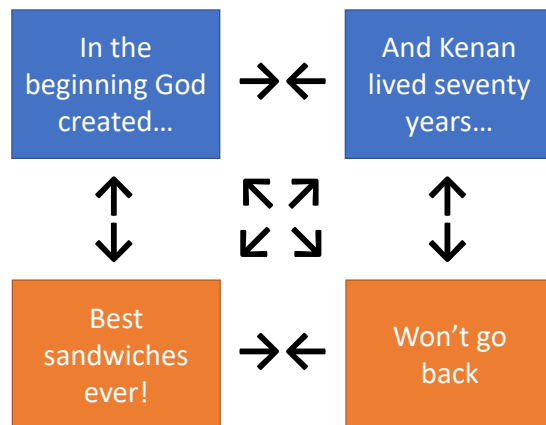 In the
beginning God
created…
And Kenan
lived seventy
years…
Best
sandwiches
ever!
Won’t go
back